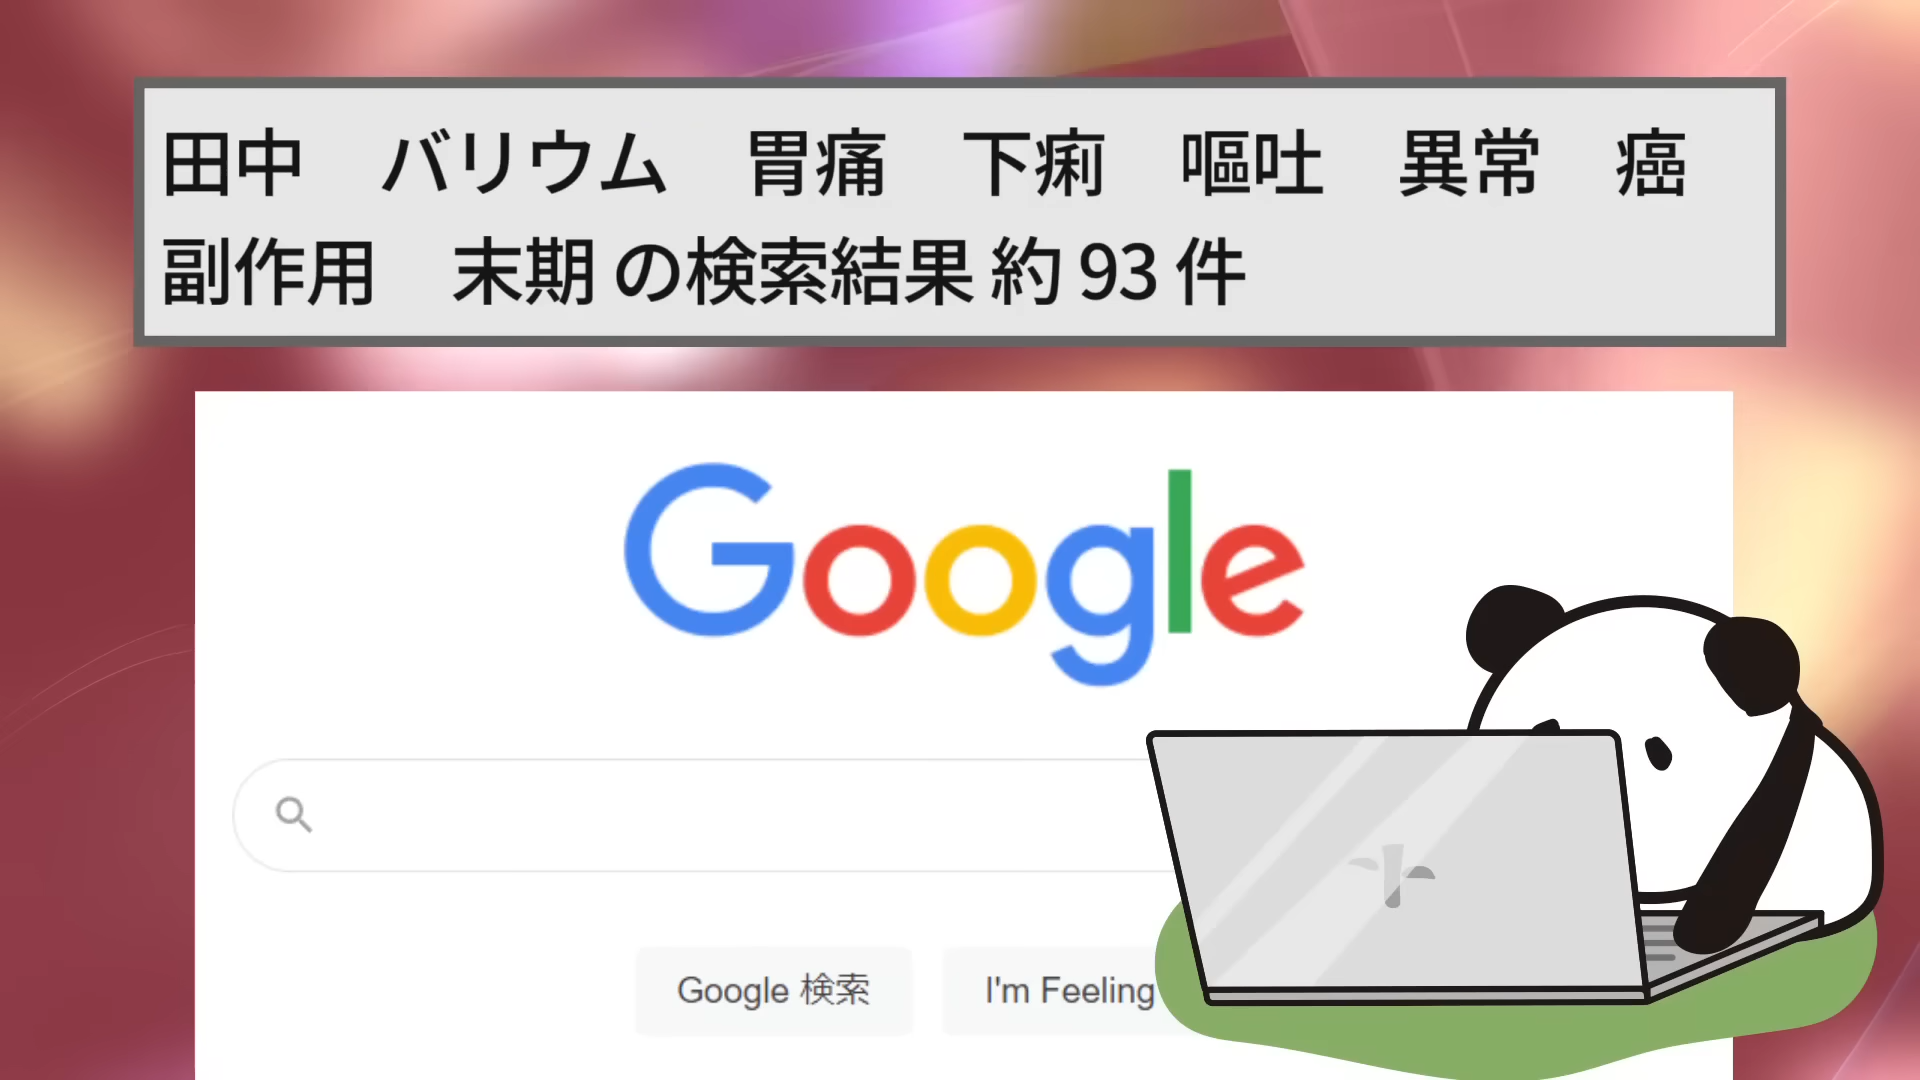 田中　バリウム　胃痛　下痢　嘔吐　異常　癌
副作用　末期 の検索結果 約 93 件
Google
Google 検索
I'm Feeling